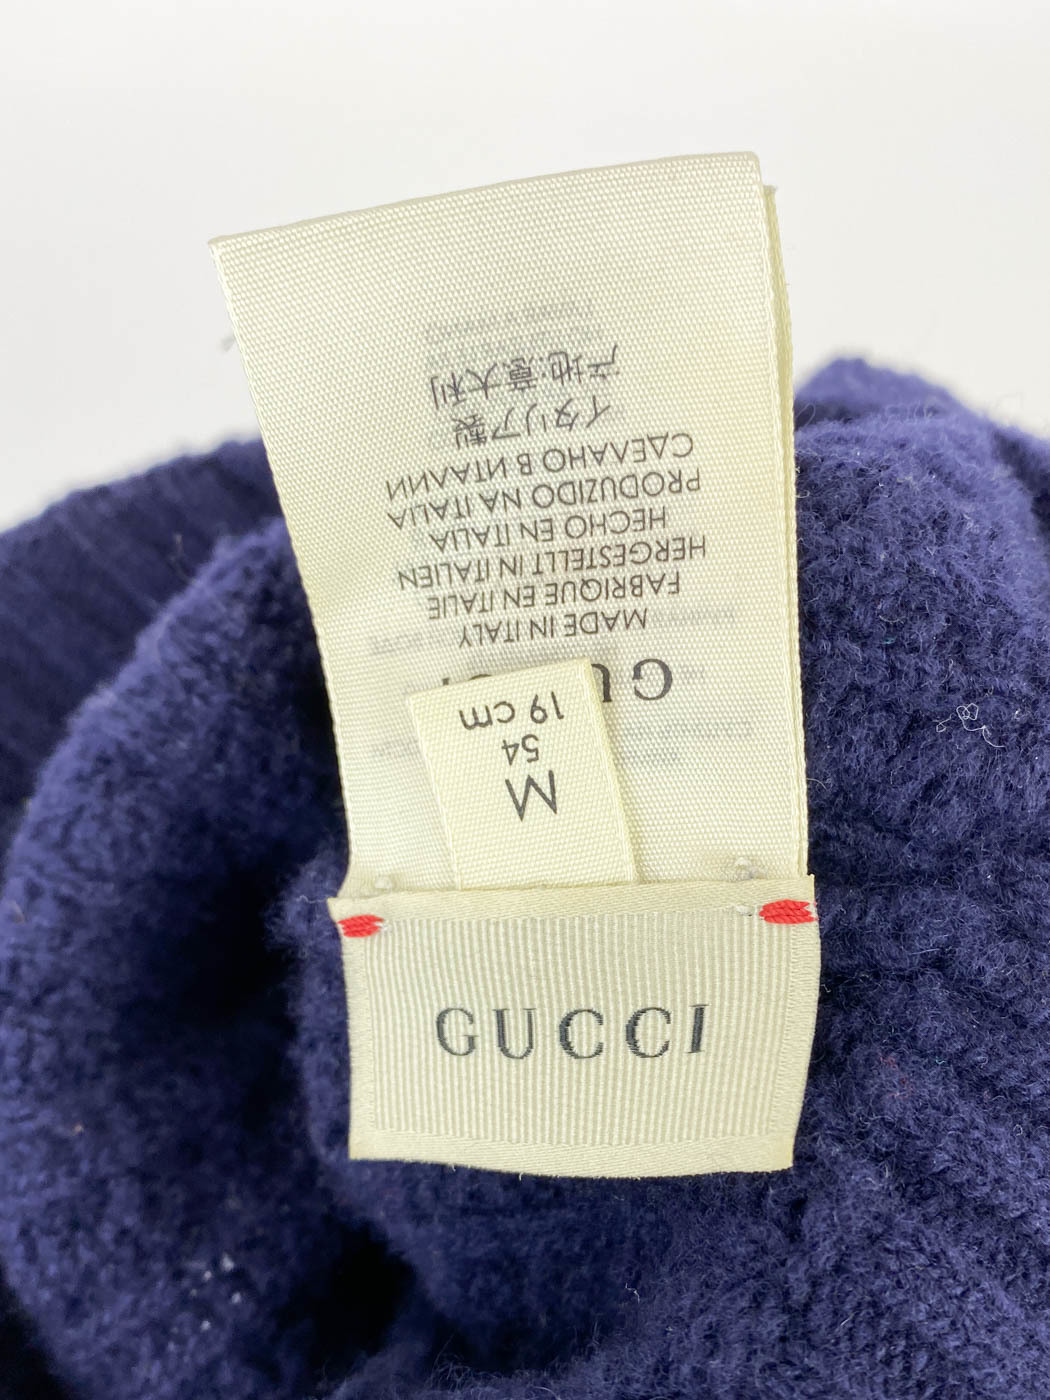 GUCCI
M
54
19 cm
MADE IN ITALY
FABRIQUE EN ITALIE
HERGESTELLT IN ITALIEN
HECHO EN ITALIA
PRODUZIDO NA ITALIA
СДЕЛАНО В ИТАЛИИ
イタリア製
产地:意大利